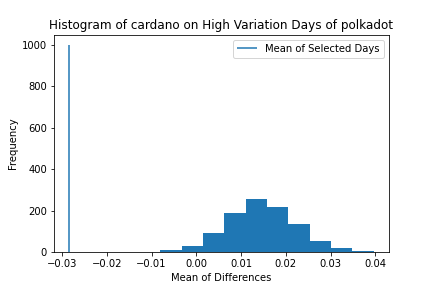 Histogram of cardano on High Variation Days of polkadot
Mean of Selected Days
1000
800
600
400
200
0
Frequency
−0.03 −0.02 −0.01 0.00 0.01 0.02 0.03 0.04
Mean of Differences